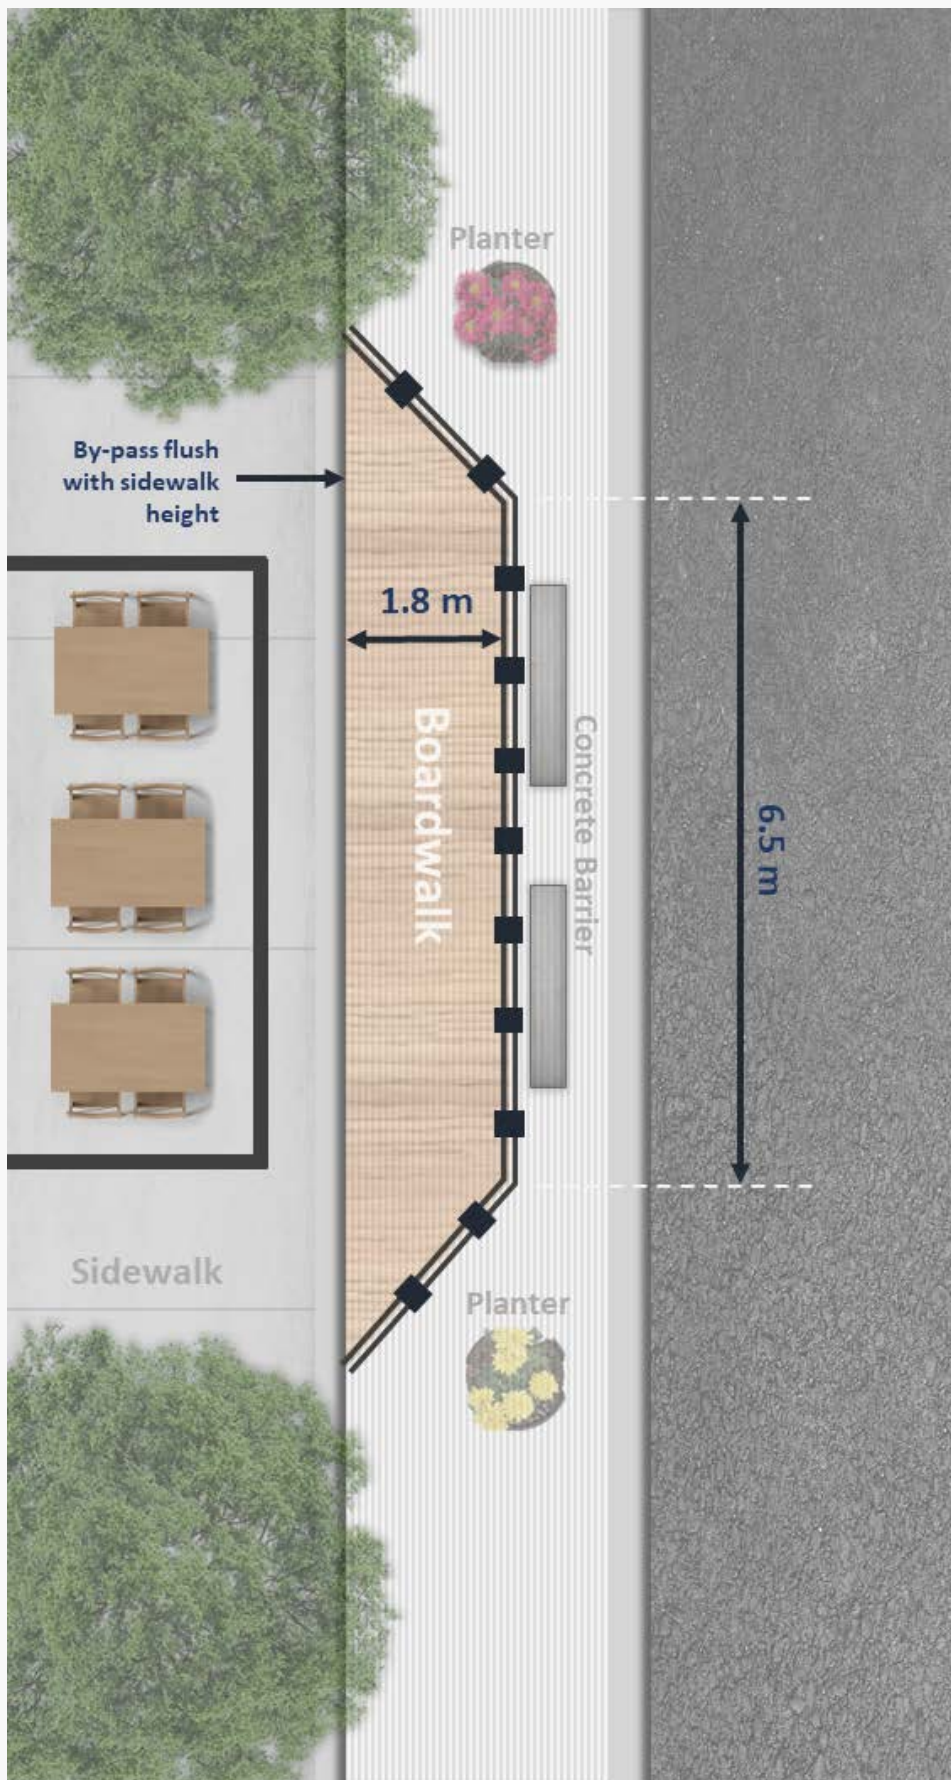 Planter
By-pass flush
with sidewalk
height
1.8 m
Boardwalk
Concrete Barrier
6.5 m
Sidewalk
Planter